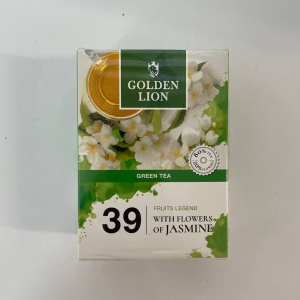 GOLDEN
LION
GREEN TEA
39
FRUITS LEGEND
WITH FLOWERS
OF JASMINE